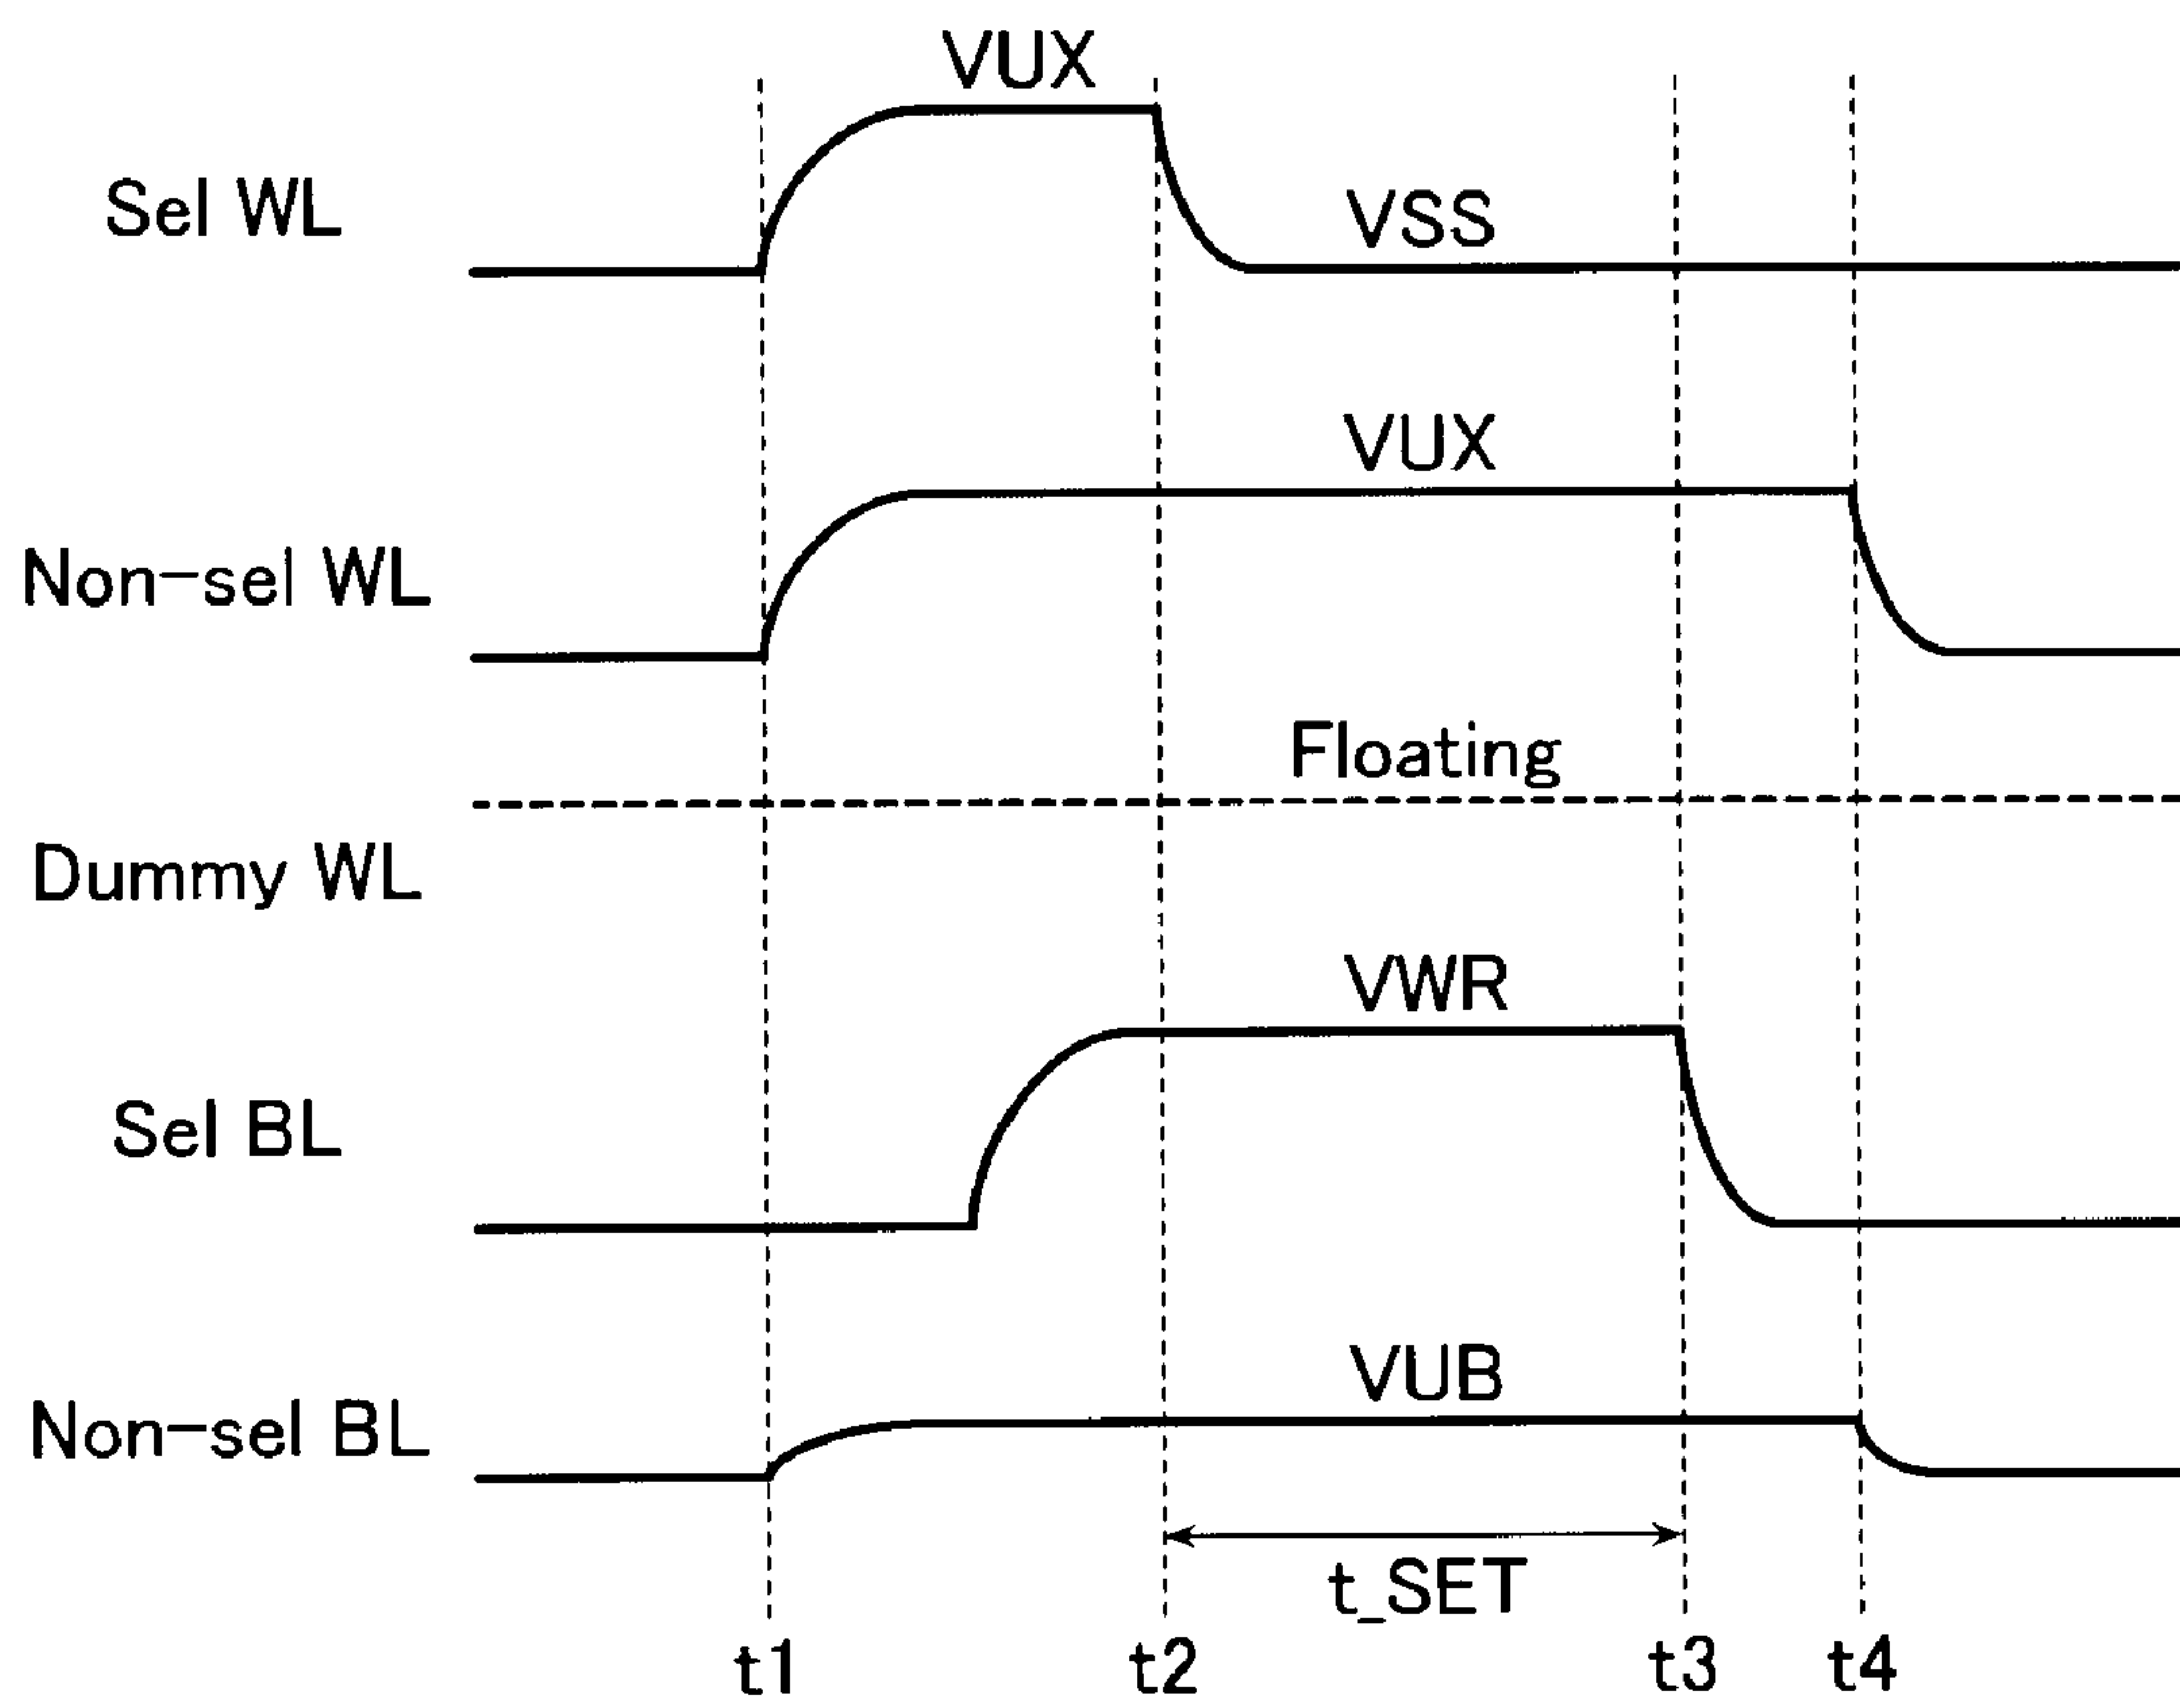 VUX
Sel WL
VSS
VUX
Non-sel WL
Floating
Dummy WL
VWR
Sel BL
VUB
Non-sel BL
t_SET
t1 t2 t3 t4